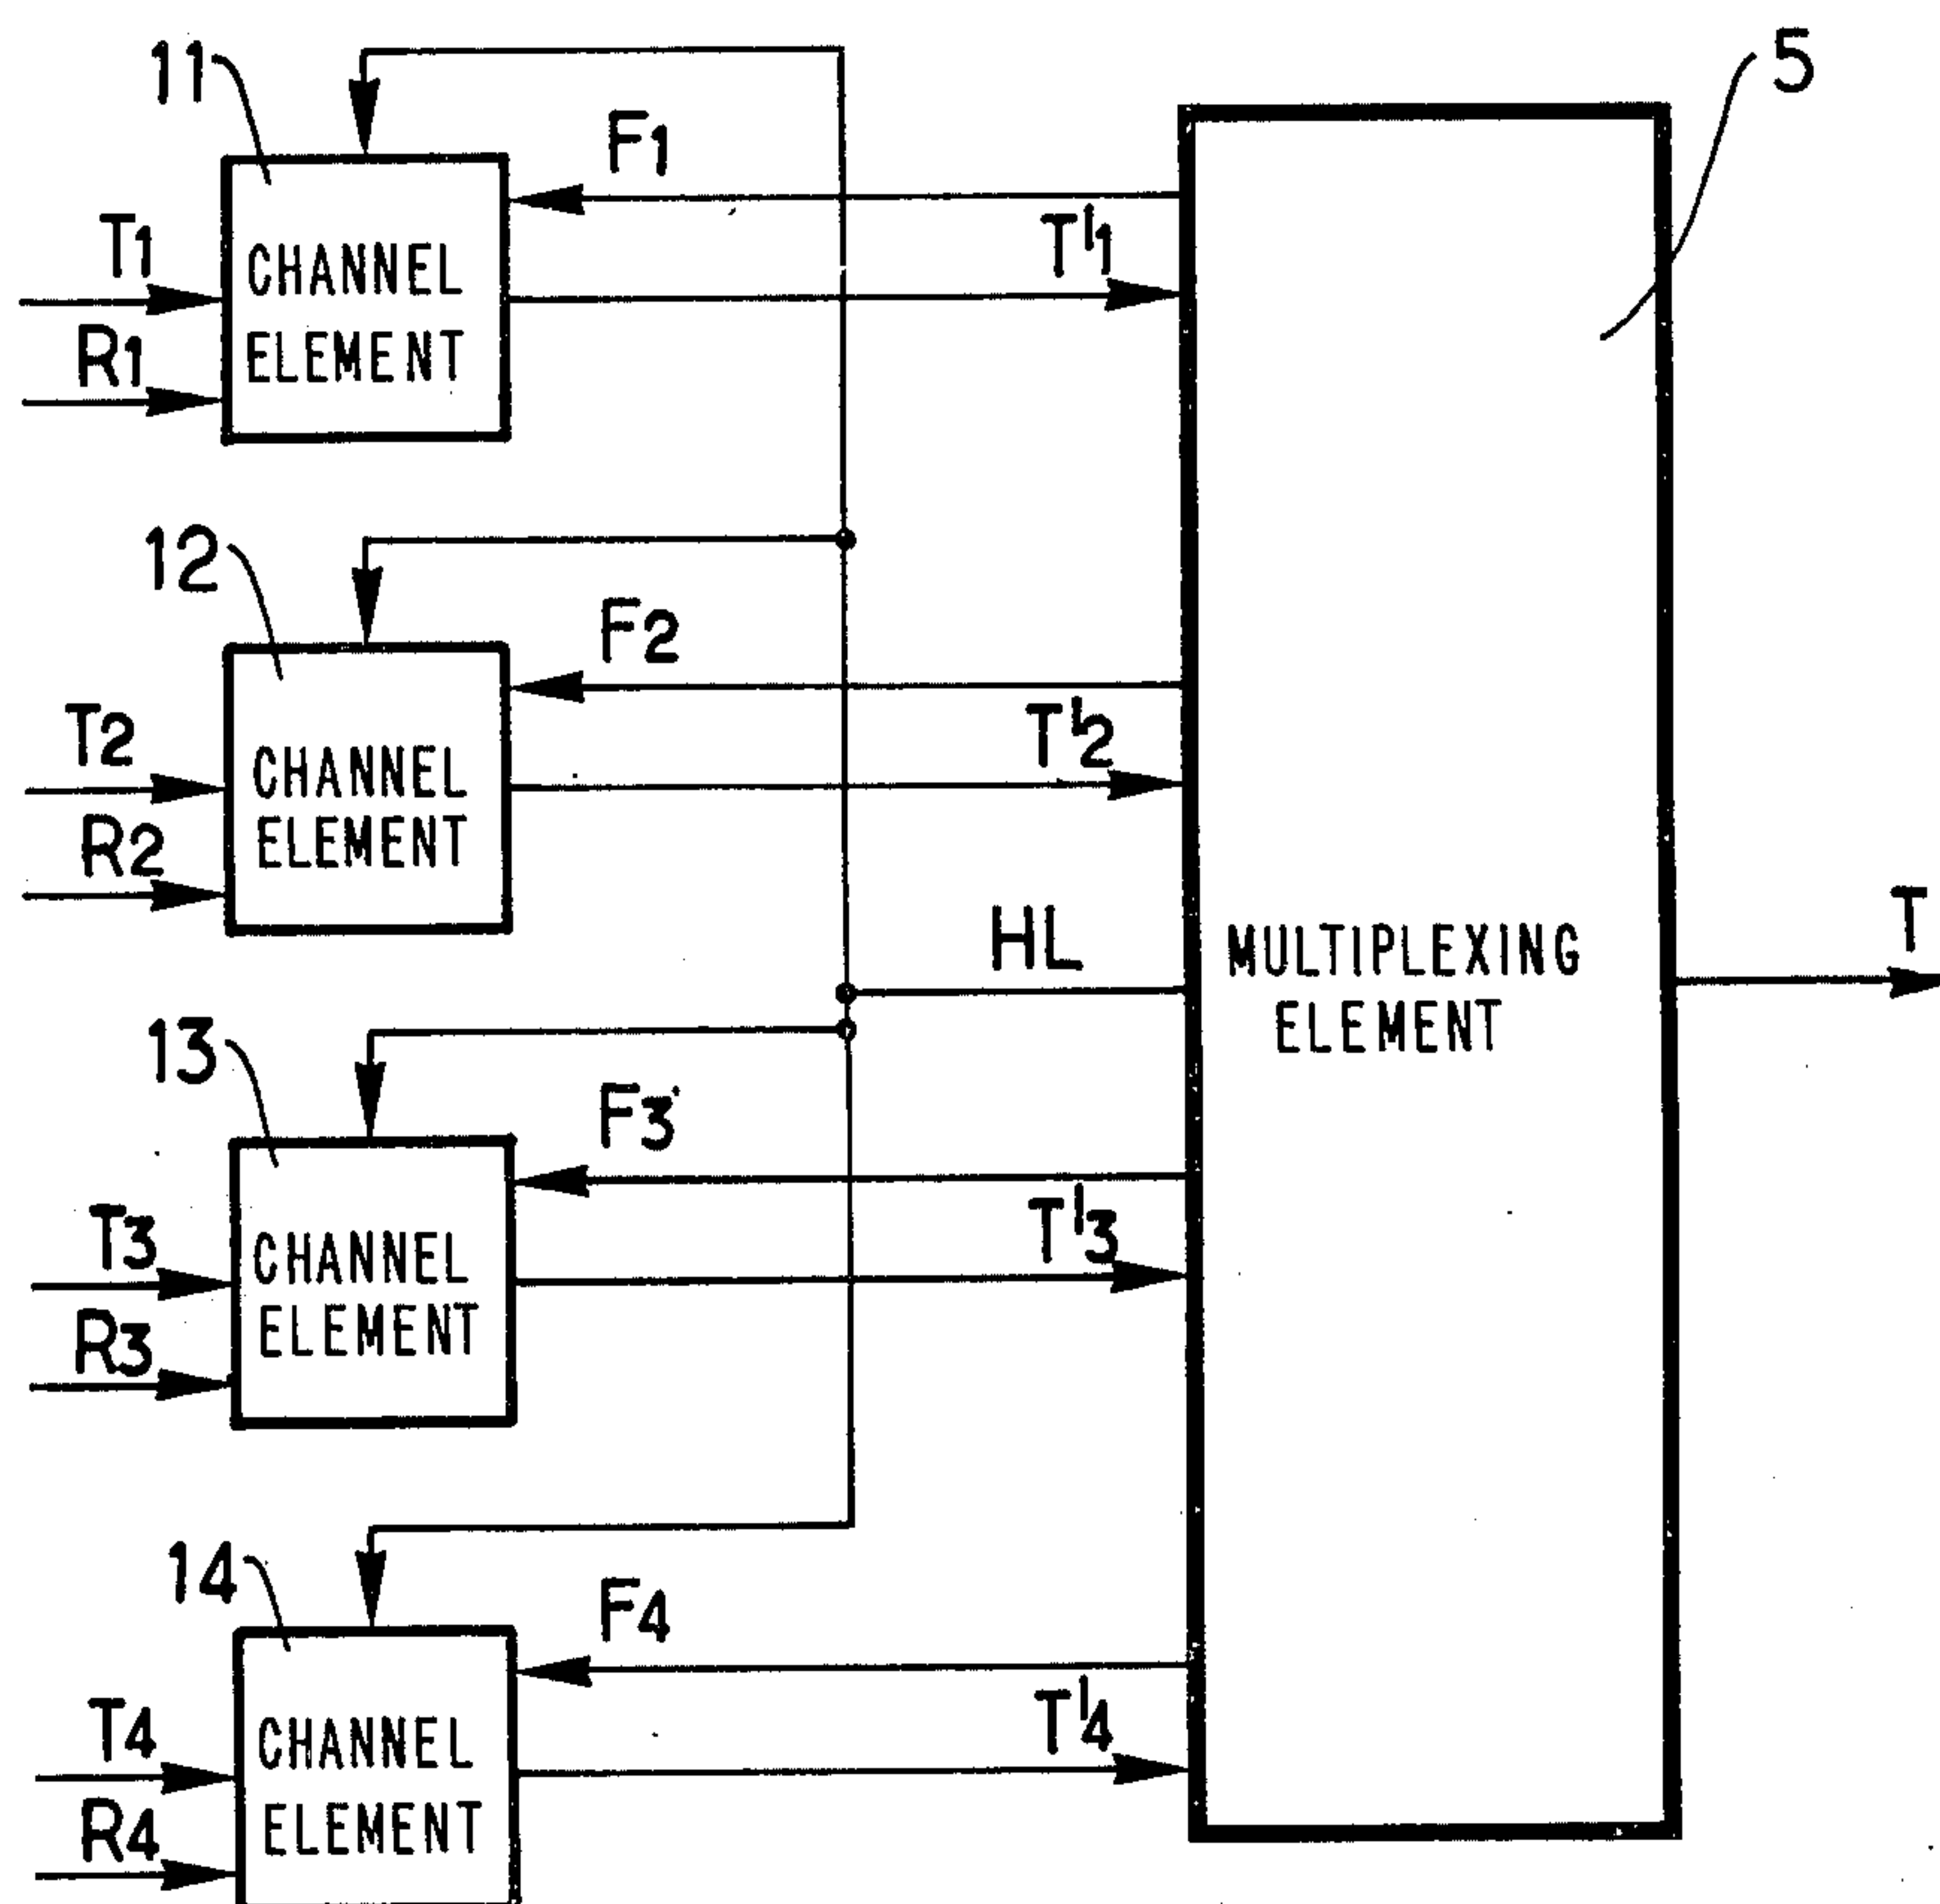 11
5
F1
T1
CHANNEL
ELEMENT
T'1
R1
12
F2
T2
CHANNEL
ELEMENT
T'2
R2
HL
MULTIPLEXING
ELEMENT
T
13
F3
T3
CHANNEL
ELEMENT
T'3
R3
14
F4
T4
CHANNEL
ELEMENT
T'4
R4